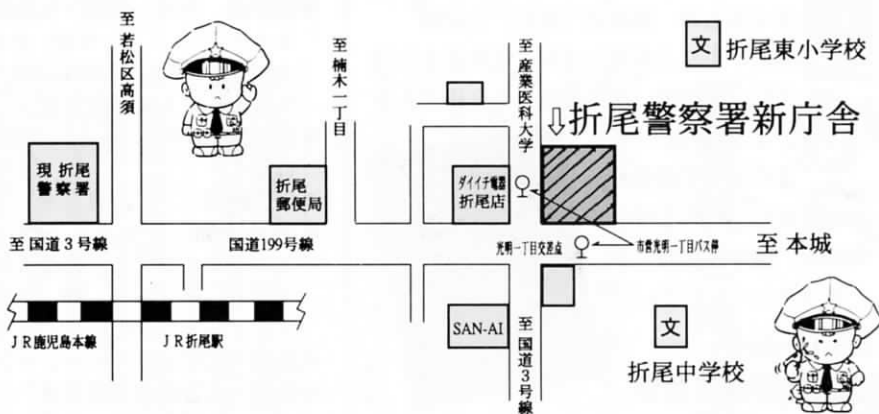 至若松区高須
至楠木一丁目
至産業医科大学
文
折尾東小学校
⇩折尾警察署新庁舎
現折尾
警察署
折尾
郵便局
ダイイチ電器
折尾店
至国道3号線
国道199号線
光明一丁目交差点
市営光明一丁目バス停
至本城
JR鹿児島本線
JR折尾駅
SAN-AI
至国道3号線
文
折尾中学校